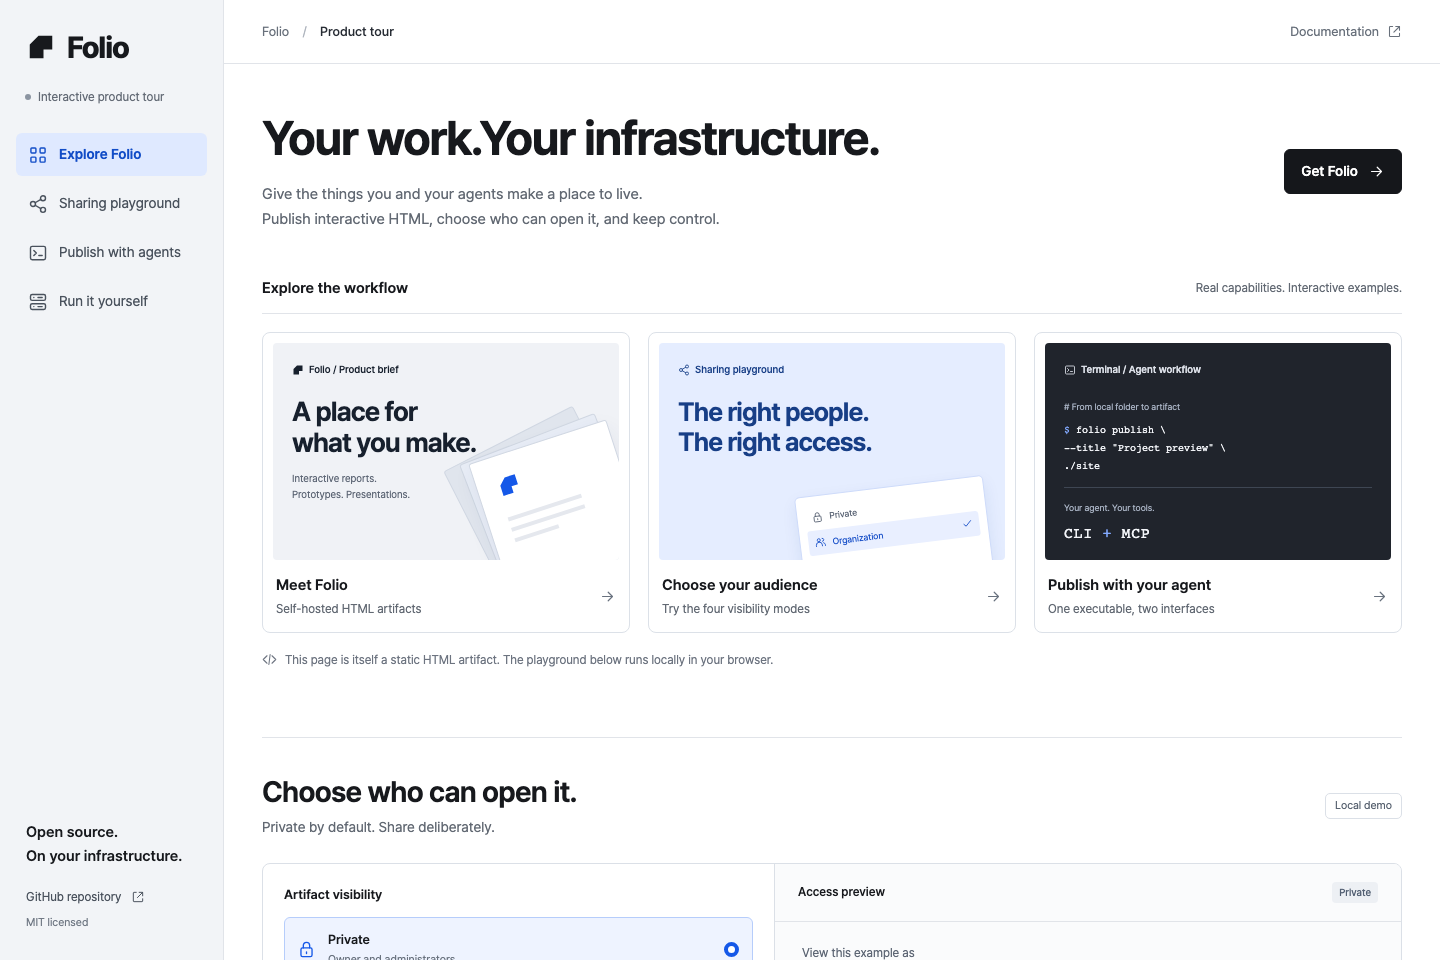 Folio
Interactive product tour
Explore Folio
Sharing playground
Publish with agents
Run it yourself
Open source.
On your infrastructure.
GitHub repository
MIT licensed
Folio / Product tour
Documentation
Your work.Your infrastructure.
Give the things you and your agents make a place to live.
Publish interactive HTML, choose who can open it, and keep control.
Get Folio
Explore the workflow
Real capabilities. Interactive examples.
Folio / Product brief
A place for
what you make.
Interactive reports.
Prototypes. Presentations.
Meet Folio
Self-hosted HTML artifacts
Sharing playground
The right people.
The right access.
Private
Organization
Choose your audience
Try the four visibility modes
Terminal / Agent workflow
# From local folder to artifact
$ folio publish \
--title "Project preview" \
./site
Your agent. Your tools.
CLI + MCP
Publish with your agent
One executable, two interfaces
This page is itself a static HTML artifact. The playground below runs locally in your browser.
Choose who can open it.
Private by default. Share deliberately.
Local demo
Artifact visibility
Private
Owner and administrators
Access preview
Private
View this example as